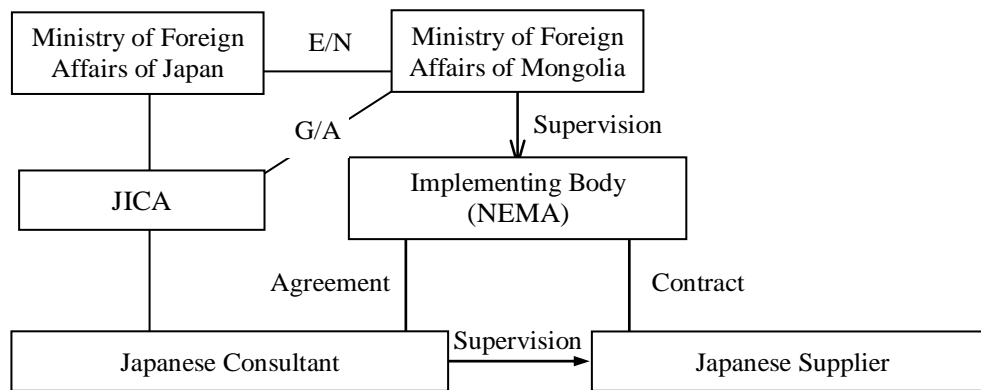 Ministry of Foreign
Affairs of Japan
E/N
Ministry of Foreign
Affairs of Mongolia
G/A
Supervision
JICA
Implementing Body
(NEMA)
Agreement
Contract
Japanese Consultant
Supervision
Japanese Supplier